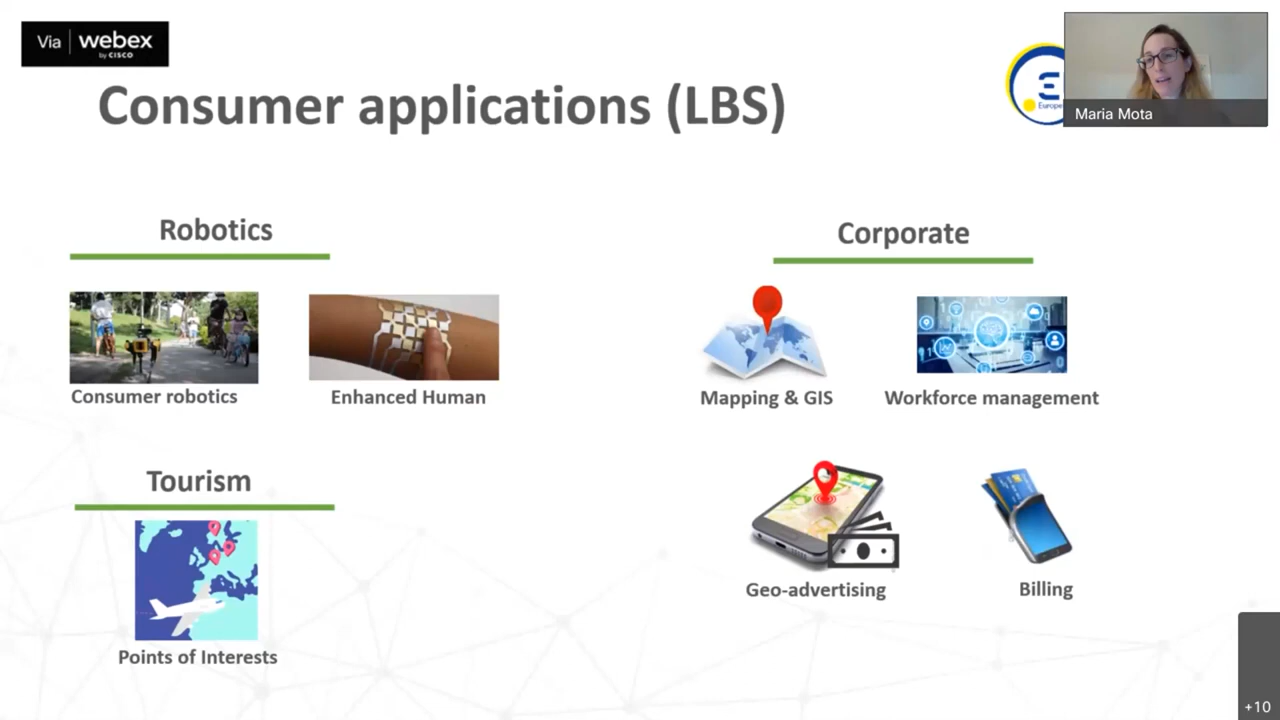 Via webex
by CISCO
Consumer applications (LBS)
Europe
Maria Mota
Robotics
Corporate
Consumer robotics
Enhanced Human
Mapping & GIS
Workforce management
Tourism
Geo-advertising
Billing
Points of Interests
+10